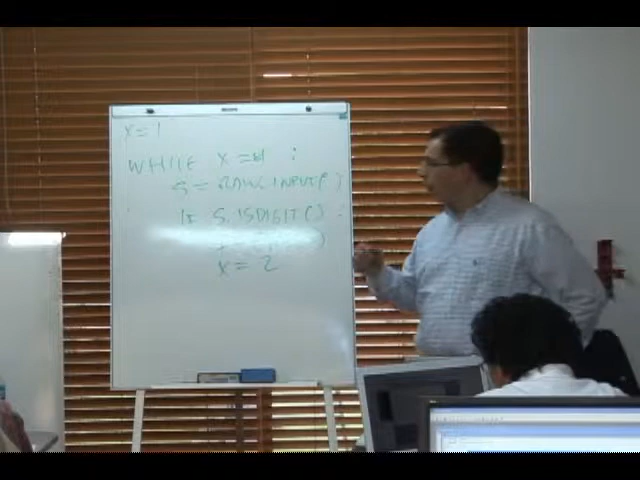 x = 1
WHILE x == 1 :
S = RAW_INPUT( )
IF S.ISDIGIT( ) :
x = 2